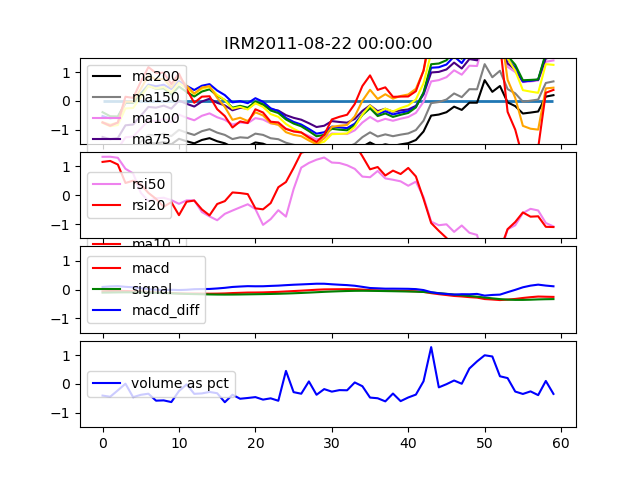 IRM2011-08-22 00:00:00
1
0
−1
ma200
ma150
ma100
ma75
1
0
−1
rsi50
rsi20
ma10
1
0
−1
macd
signal
macd_diff
1
0
−1
volume as pct
0
10
20
30
40
50
60